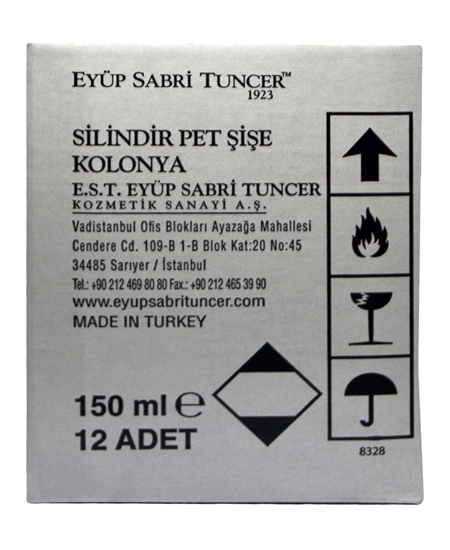 EYÜP SABRİ TUNCER™
1923
SİLİNDİR PET ŞİŞE
KOLONYA
E.S.T. EYÜP SABRİ TUNCER
KOZMETİK SANAYİ A.Ş.
Vadistanbul Ofis Blokları Ayazağa Mahallesi
Cendere Cd. 109-B 1-B Blok Kat:20 No:45
34485 Sarıyer / İstanbul
Tel.: +90 212 469 80 80 Fax.: +90 212 465 39 90
www.eyupsabrituncer.com
MADE IN TURKEY
150 ml ℮
12 ADET
8328